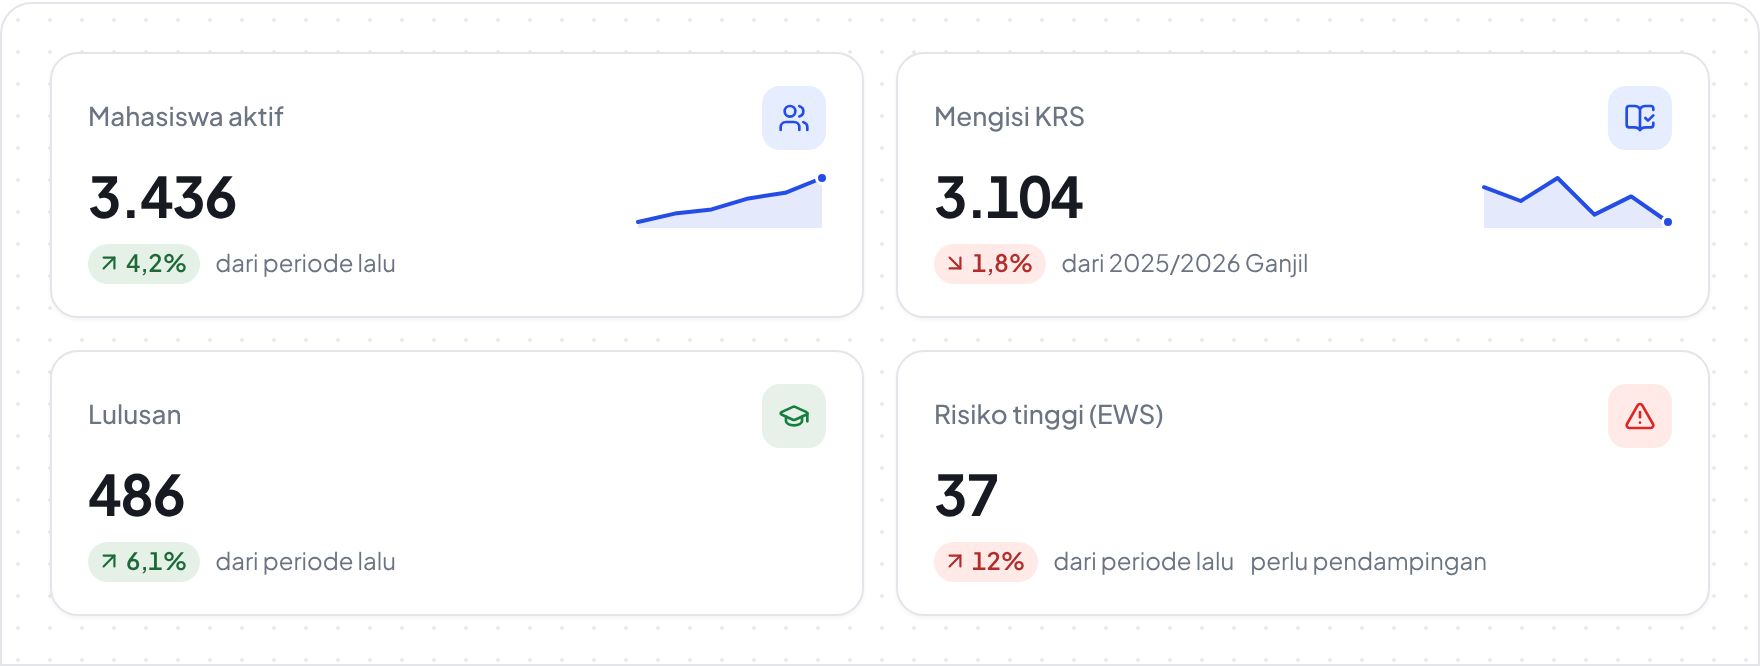 Mahasiswa aktif
3.436
4,2% dari periode lalu
Mengisi KRS
3.104
1,8% dari 2025/2026 Ganjil
Lulusan
486
6,1% dari periode lalu
Risiko tinggi (EWS)
37
12% dari periode lalu perlu pendampingan